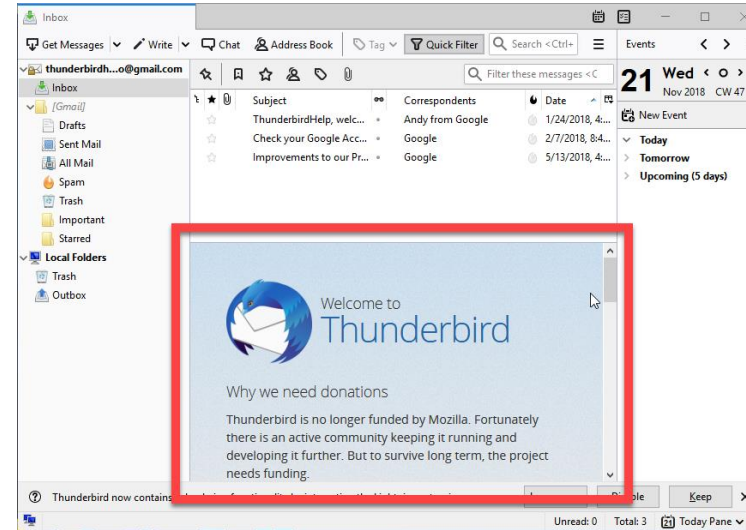 Inbox
Get Messages Write Chat Address Book Tag Quick Filter Search <Ctrl+ Events
thunderbirdh...o@gmail.com
Inbox
[Gmail]
Drafts
Sent Mail
All Mail
Spam
Trash
Important
Starred
Local Folders
Trash
Outbox
Filter these messages <C
Subject Correspondents Date
ThunderbirdHelp, welc... Andy from Google 1/24/2018, 4:...
Check your Google Acc... Google 2/7/2018, 8:4...
Improvements to our Pr... Google 5/13/2018, 4:...
21 Wed
Nov 2018 CW 47
New Event
Today
Tomorrow
Upcoming (5 days)
Welcome to
Thunderbird
Why we need donations
Thunderbird is no longer funded by Mozilla. Fortunately
there is an active community keeping it running and
developing it further. But to survive long term, the project
needs funding.
Thunderbird now contains Keep
Unread: 0 Total: 3 21 Today Pane